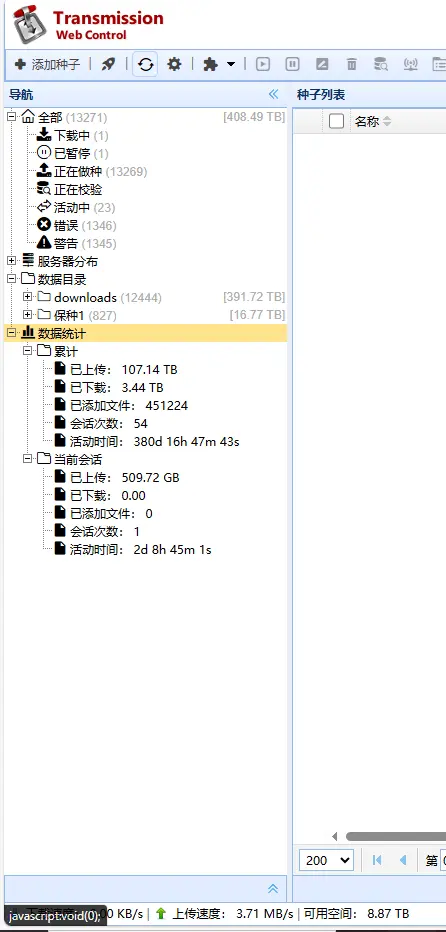 Transmission
Web Control
添加种子
导航
种子列表
全部 (13271) [408.49 TB]
名称
下载中 (1)
已暂停 (1)
正在做种 (13269)
正在校验
活动中 (23)
错误 (1346)
警告 (1345)
服务器分布
数据目录
downloads (12444) [391.72 TB]
保种1 (827) [16.77 TB]
数据统计
累计
已上传： 107.14 TB
已下载： 3.44 TB
已添加文件： 451224
会话次数： 54
活动时间： 380d 16h 47m 43s
当前会话
已上传： 509.72 GB
已下载： 0.00
已添加文件： 0
会话次数： 1
活动时间： 2d 8h 45m 1s
200 第
javascript:void(0); 00 KB/s | 上传速度： 3.71 MB/s | 可用空间： 8.87 TB